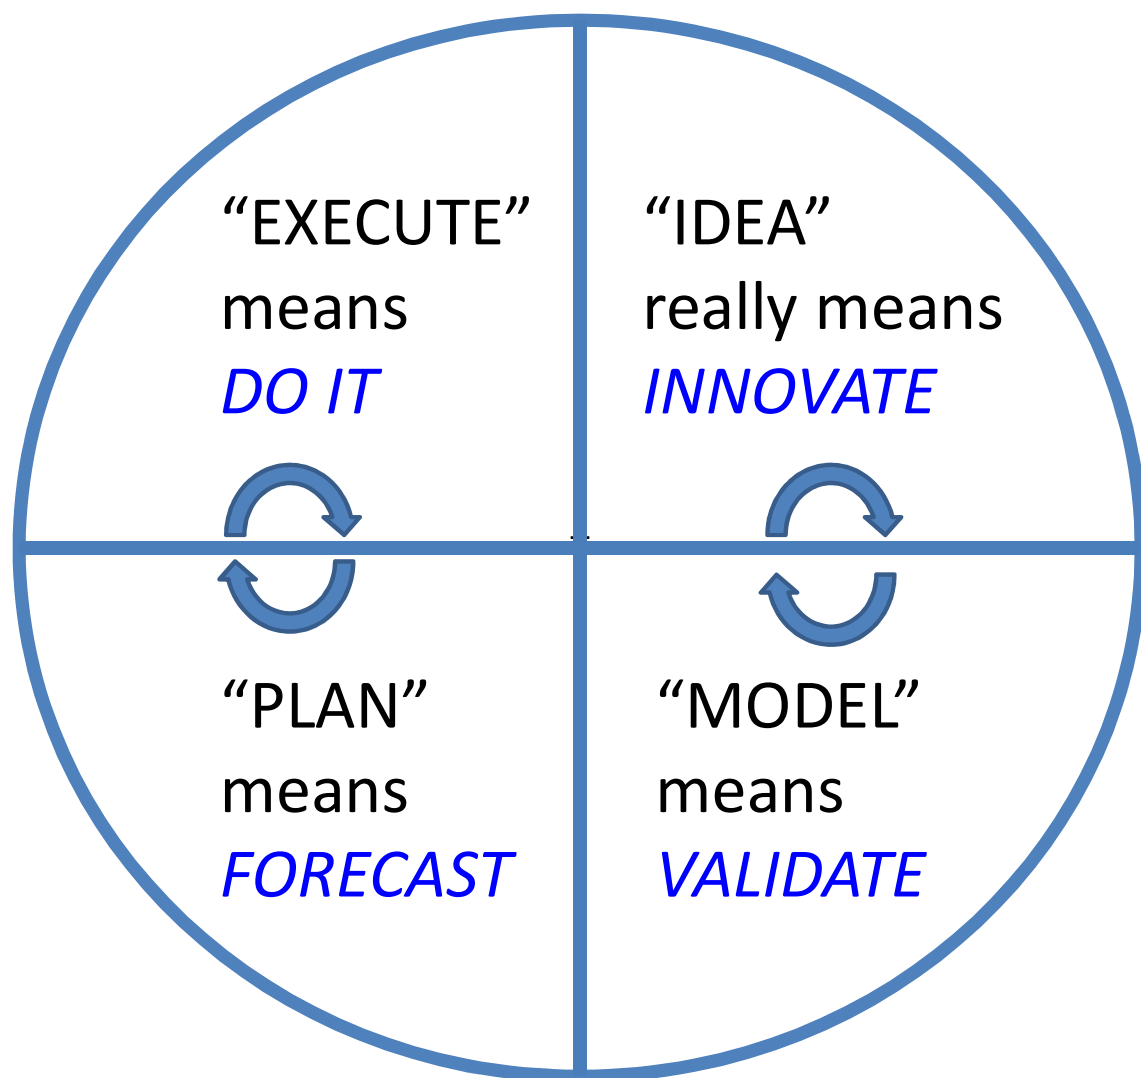 “EXECUTE”
means
DO IT
“IDEA”
really means
INNOVATE
“PLAN”
means
FORECAST
“MODEL”
means
VALIDATE